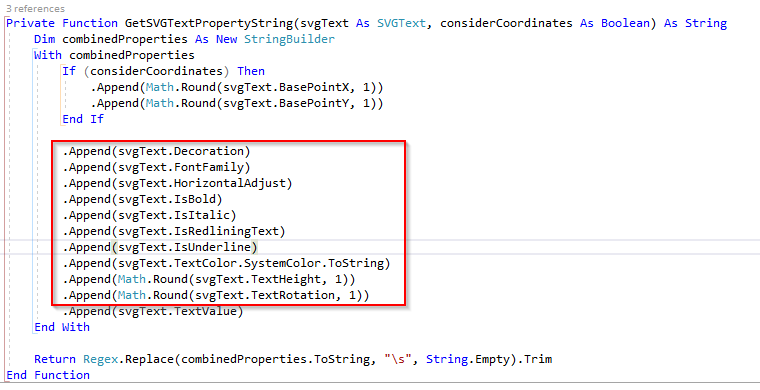 3 references
Private Function GetSVGTextPropertyString(svgText As SVGText, considerCoordinates As Boolean) As String
Dim combinedProperties As New StringBuilder
With combinedProperties
If (considerCoordinates) Then
.Append(Math.Round(svgText.BasePointX, 1))
.Append(Math.Round(svgText.BasePointY, 1))
End If
.Append(svgText.Decoration)
.Append(svgText.FontFamily)
.Append(svgText.HorizontalAdjust)
.Append(svgText.IsBold)
.Append(svgText.IsItalic)
.Append(svgText.IsRedliningText)
.Append(svgText.IsUnderline)
.Append(svgText.TextColor.SystemColor.ToString)
.Append(Math.Round(svgText.TextHeight, 1))
.Append(Math.Round(svgText.TextRotation, 1))
.Append(svgText.TextValue)
End With
Return Regex.Replace(combinedProperties.ToString, "\s", String.Empty).Trim
End Function